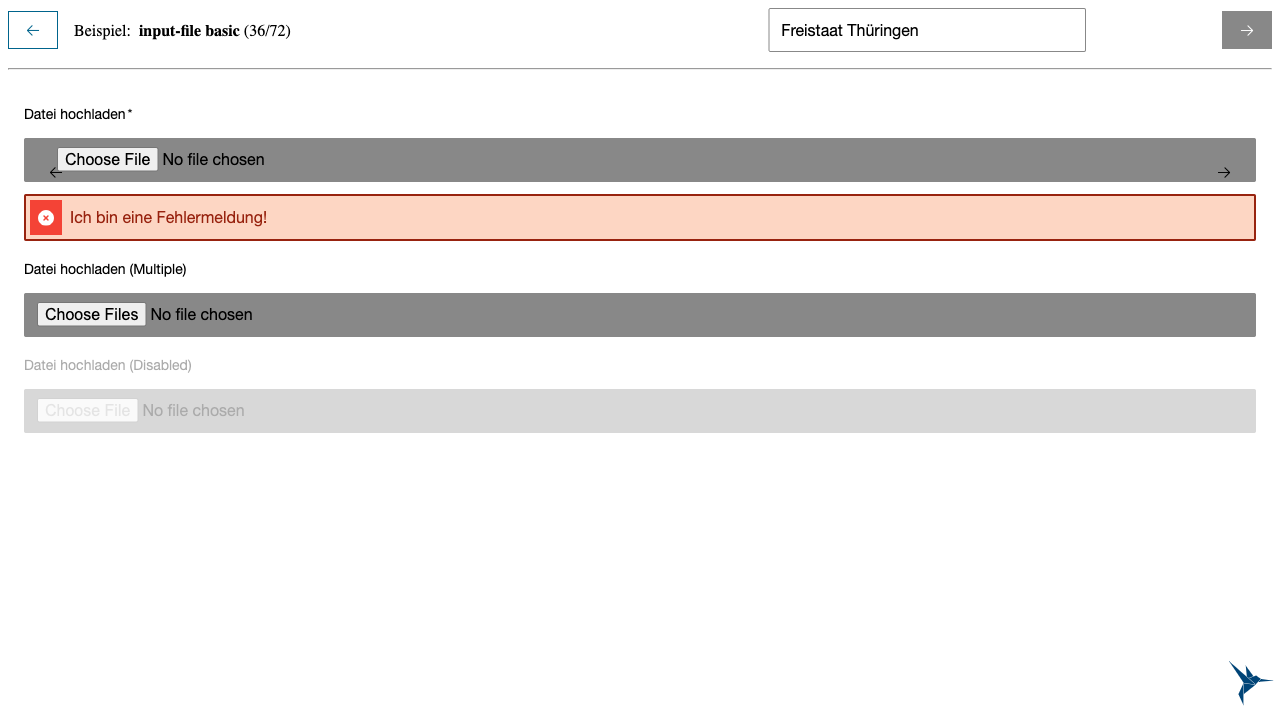 Beispiel: input-file basic (36/72)
Freistaat Thüringen
Datei hochladen*
Choose File No file chosen
Ich bin eine Fehlermeldung!
Datei hochladen (Multiple)
Choose Files No file chosen
Datei hochladen (Disabled)
Choose File No file chosen